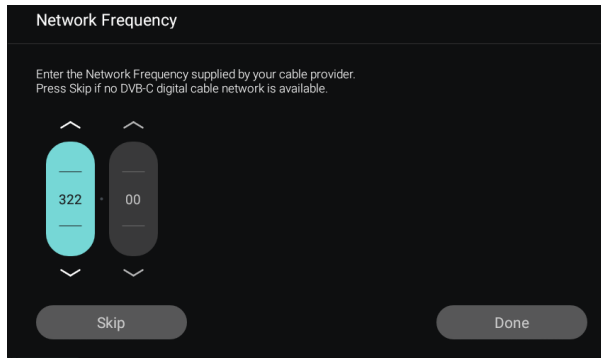 Network Frequency
Enter the Network Frequency supplied by your cable provider.
Press Skip if no DVB-C digital cable network is available.
322 . 00
Skip
Done